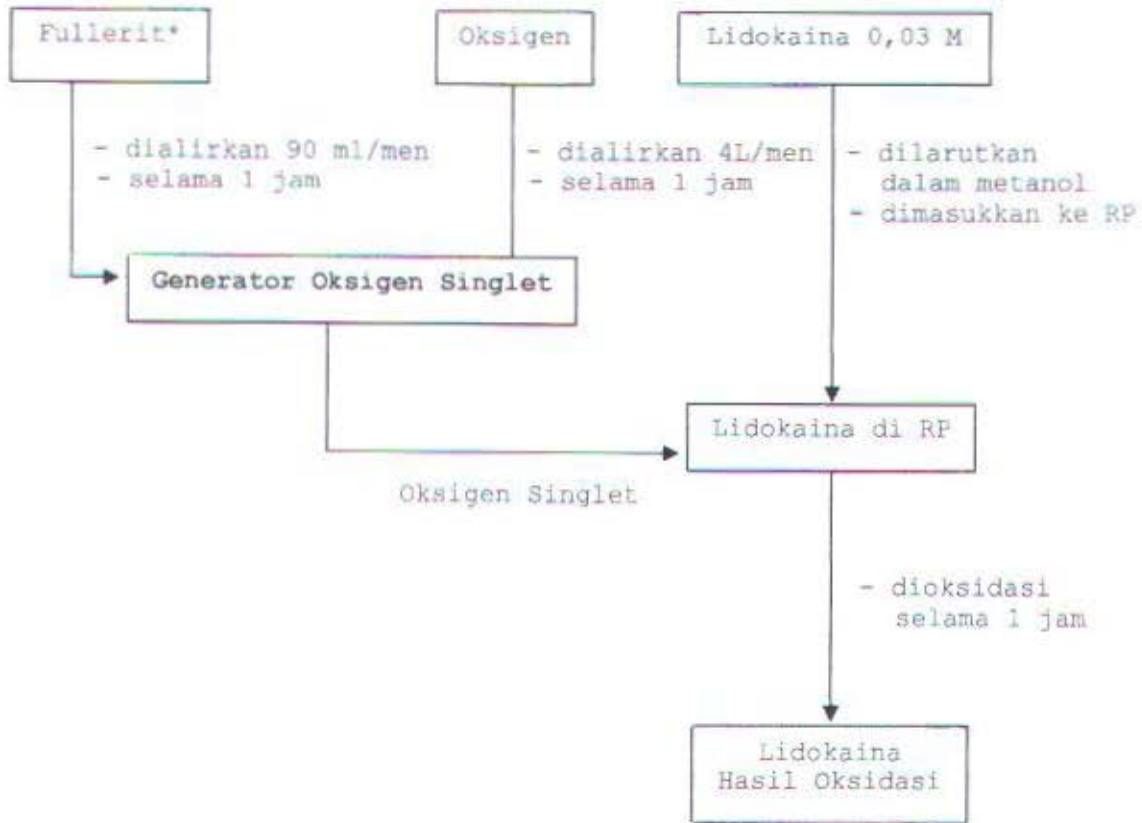 Fullerit*
Oksigen
Lidokaina 0,03 M
- dialirkan 90 ml/men
- selama 1 jam
- dialirkan 4L/men
- selama 1 jam
- dilarutkan
dalam metanol
- dimasukkan ke RP
Generator Oksigen Singlet
Lidokaina di RP
Oksigen Singlet
- dioksidasi
selama 1 jam
Lidokaina
Hasil Oksidasi